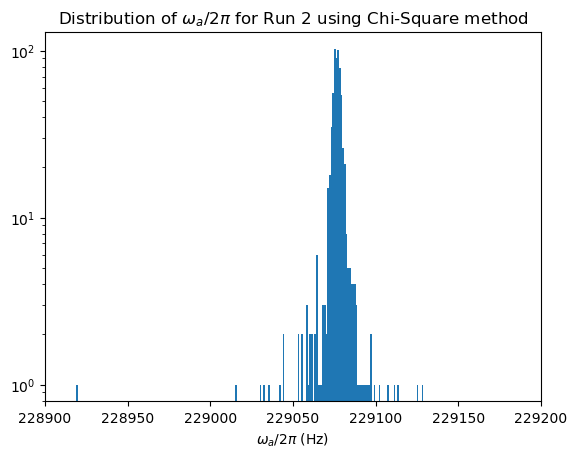 Distribution of ωₐ/2π for Run 2 using Chi-Square method
10²
10¹
10⁰
228900 228950 229000 229050 229100 229150 229200
ωₐ/2π (Hz)